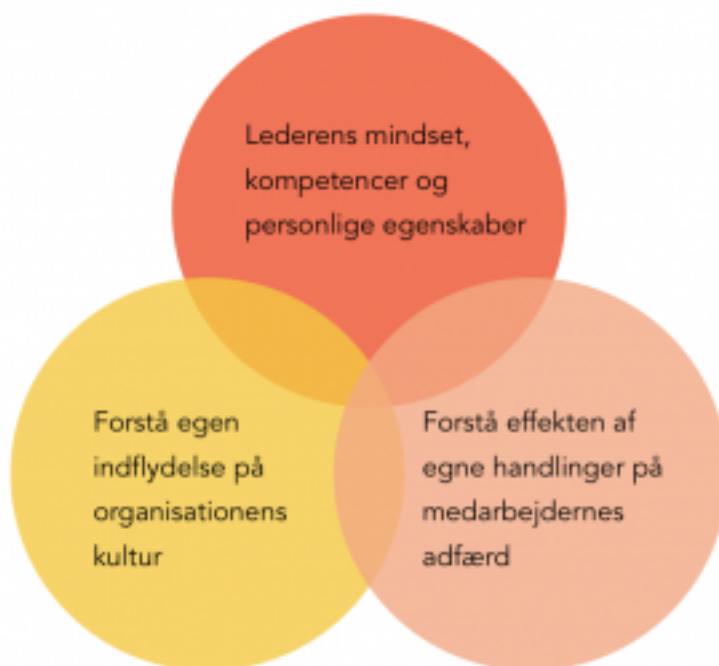 Lederens mindset,
kompetencer og
personlige egenskaber
Forstå egen
indflydelse på
organisationens
kultur
Forstå effekten af
egne handlinger på
medarbejdernes
adfærd